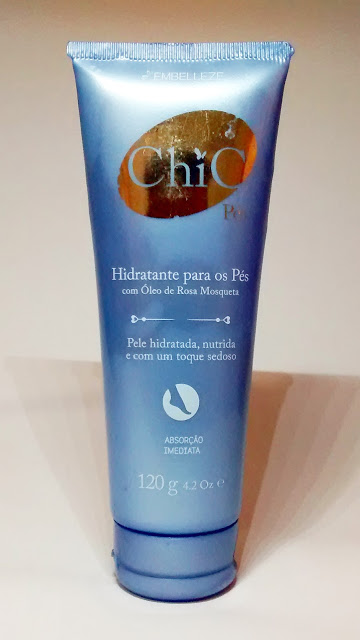 EMBELLEZE
ChiC
Pés
Hidratante para os Pés
com Óleo de Rosa Mosqueta
Pele hidratada, nutrida
e com um toque sedoso
ABSORÇÃO
IMEDIATA
120 g 4.2 Oz ℮